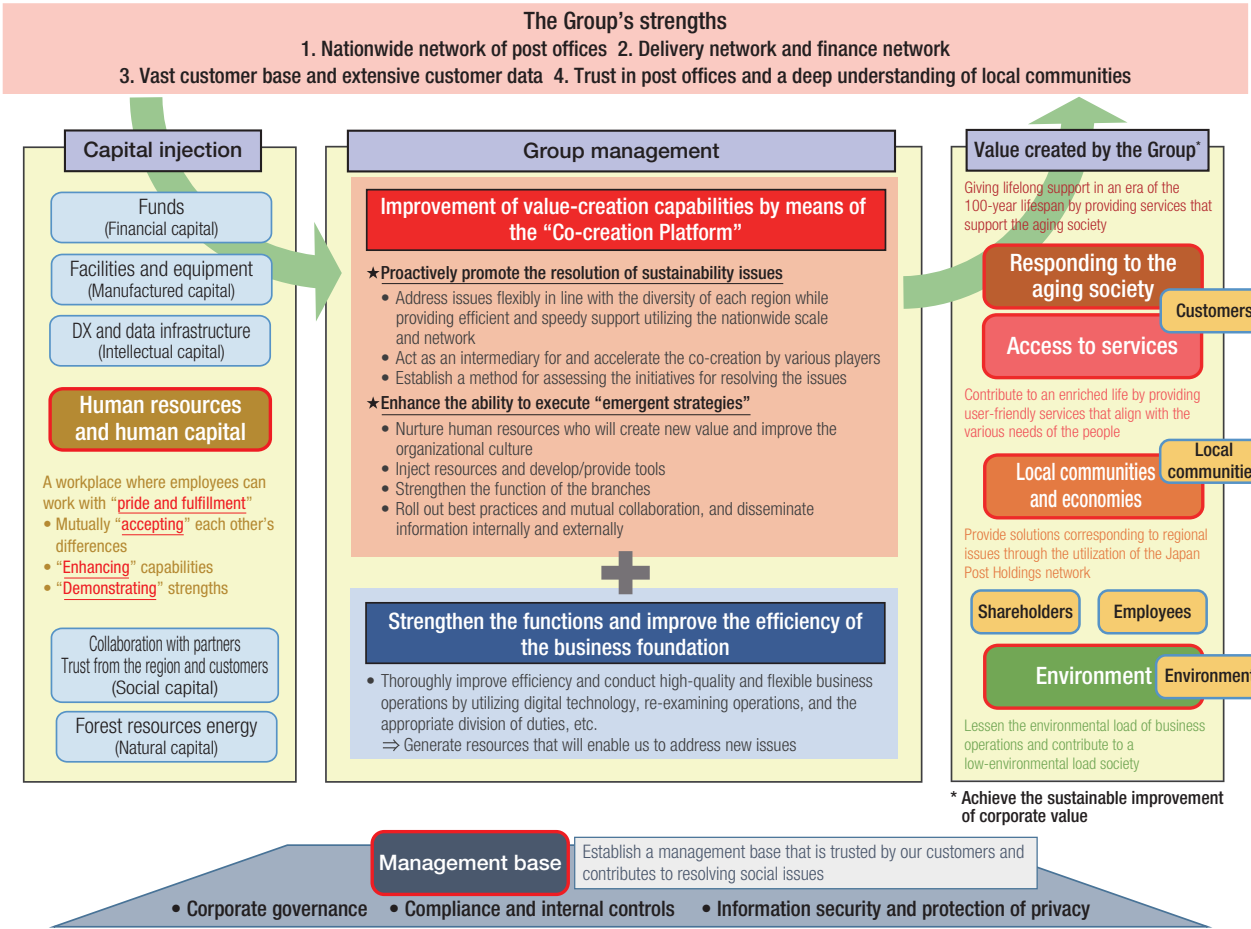 The Group's strengths
1. Nationwide network of post offices 2. Delivery network and finance network
3. Vast customer base and extensive customer data 4. Trust in post offices and a deep understanding of local communities
Capital injection
Funds
(Financial capital)
Facilities and equipment
(Manufactured capital)
DX and data infrastructure
(Intellectual capital)
Human resources
and human capital
A workplace where employees can
work with "pride and fulfillment"
• Mutually "accepting" each other's
differences
• "Enhancing" capabilities
• "Demonstrating" strengths
Collaboration with partners
Trust from the region and customers
(Social capital)
Forest resources energy
(Natural capital)
Group management
Improvement of value-creation capabilities by means of
the "Co-creation Platform"
★Proactively promote the resolution of sustainability issues
• Address issues flexibly in line with the diversity of each region while
providing efficient and speedy support utilizing the nationwide scale
and network
• Act as an intermediary for and accelerate the co-creation by various players
• Establish a method for assessing the initiatives for resolving the issues
★Enhance the ability to execute "emergent strategies"
• Nurture human resources who will create new value and improve the
organizational culture
• Inject resources and develop/provide tools
• Strengthen the function of the branches
• Roll out best practices and mutual collaboration, and disseminate
information internally and externally
Strengthen the functions and improve the efficiency of
the business foundation
• Thoroughly improve efficiency and conduct high-quality and flexible business
operations by utilizing digital technology, re-examining operations, and the
appropriate division of duties, etc.
⇒ Generate resources that will enable us to address new issues
Value created by the Group*
Giving lifelong support in an era of the
100-year lifespan by providing services that
support the aging society
Responding to the
aging society
Customers
Access to services
Contribute to an enriched life by providing
user-friendly services that align with the
various needs of the people
Local
communitie
Local communities
and economies
Provide solutions corresponding to regional
issues through the utilization of the Japan
Post Holdings network
Shareholders
Employees
Environment
Environment
Lessen the environmental load of business
operations and contribute to a
low-environmental load society
* Achieve the sustainable improvement
of corporate value
Management base
Establish a management base that is trusted by our customers and
contributes to resolving social issues
• Corporate governance • Compliance and internal controls • Information security and protection of privacy